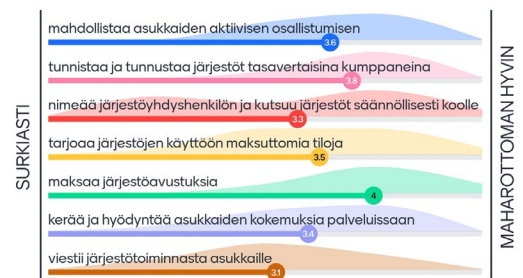 SURKIASTI
mahdollistaa asukkaiden aktiivisen osallistumisen
3.6
tunnistaa ja tunnustaa järjestöt tasavertaisina kumppaneina
3.8
nimeää järjestöyhdyshenkilön ja kutsuu järjestöt säännöllisesti koolle
3.3
tarjoaa järjestöjen käyttöön maksuttomia tiloja
3.5
maksaa järjestöavustuksia
4
kerää ja hyödyntää asukkaiden kokemuksia palveluissaan
3.4
viestii järjestötoiminnasta asukkaille
3.1
MAHAROTTOMAN HYVIN